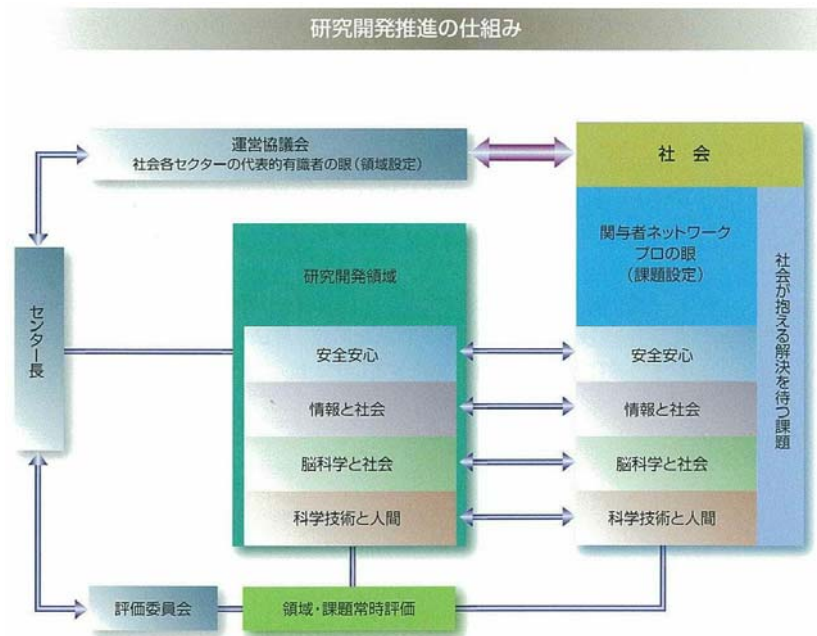 研究開発推進の仕組み
運営協議会
社会各セクターの代表的有識者の眼（領域設定）
社 会
センター長
研究開発領域
安全安心
情報と社会
脳科学と社会
科学技術と人間
関与者ネットワーク
プロの眼
（課題設定）
安全安心
情報と社会
脳科学と社会
科学技術と人間
社会が抱える解決を待つ課題
評価委員会
領域・課題常時評価